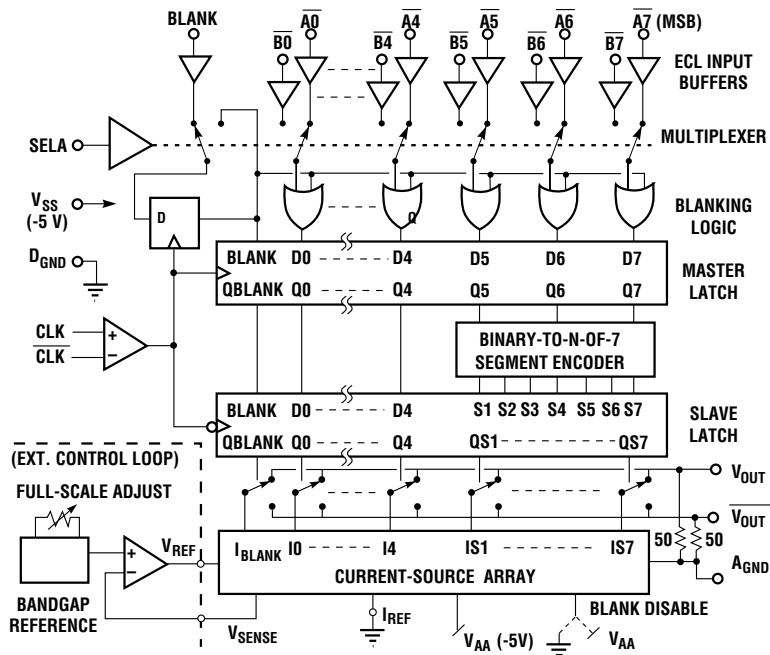 BLANK A0 A4 A5 A6 A7 (MSB)
B0 B4 B5 B6 B7
ECL INPUT
BUFFERS
SELA
MULTIPLEXER
VSS
(-5 V)
D
Q
BLANKING
LOGIC
DGND
BLANK D0 D4 D5 D6 D7
QBLANK Q0 Q4 Q5 Q6 Q7
MASTER
LATCH
CLK
CLK
+
−
BINARY-TO-N-OF-7
SEGMENT ENCODER
BLANK D0 D4 S1 S2 S3 S4 S5 S6 S7
QBLANK Q0 Q4 QS1 QS7
SLAVE
LATCH
(EXT. CONTROL LOOP)
FULL-SCALE ADJUST
VOUT
VOUT
50 50
AGND
+
−
VREF
IBLANK I0 I4 IS1 IS7
CURRENT-SOURCE ARRAY
BANDGAP
REFERENCE
VSENSE
IREF
VAA (-5V)
BLANK DISABLE
VAA